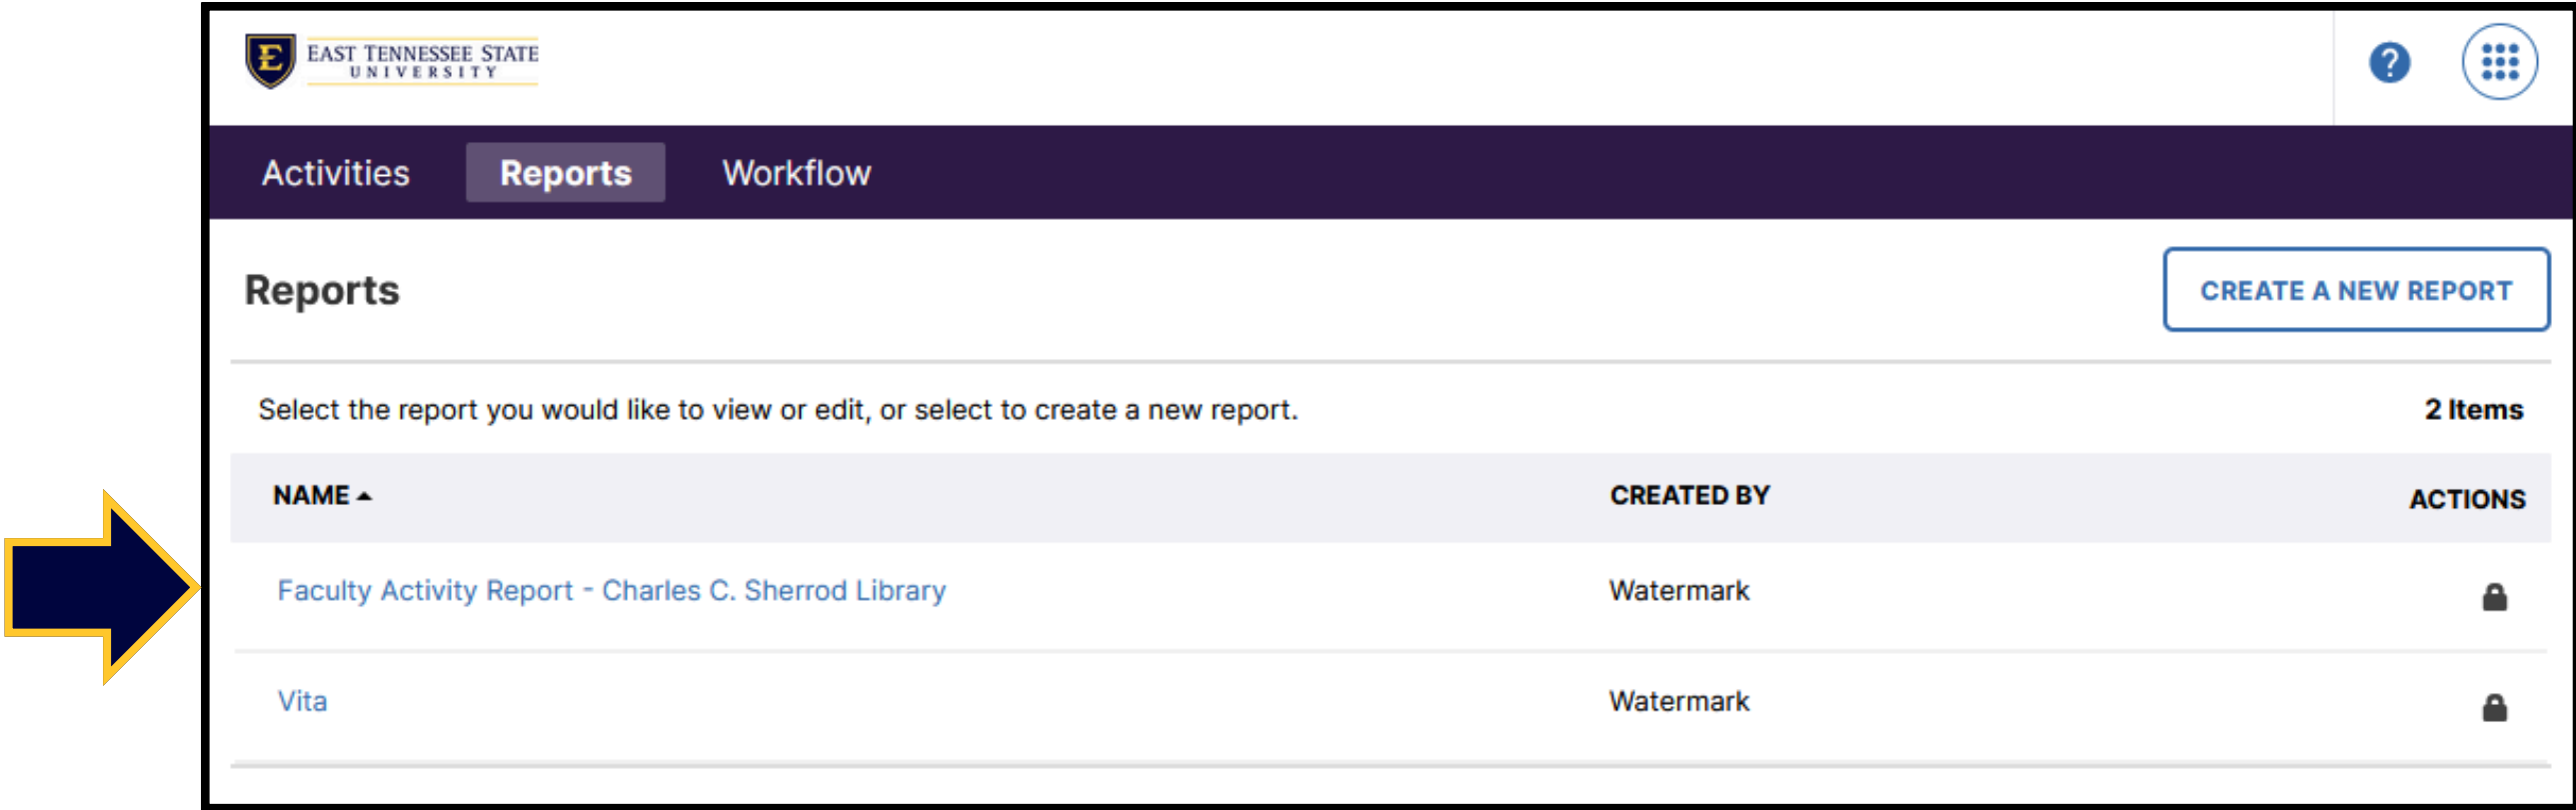 E
EAST TENNESSEE STATE
UNIVERSITY
?
Activities Reports Workflow
Reports
CREATE A NEW REPORT
Select the report you would like to view or edit, or select to create a new report.
2 Items
NAME CREATED BY ACTIONS
Faculty Activity Report - Charles C. Sherrod Library Watermark
Vita Watermark